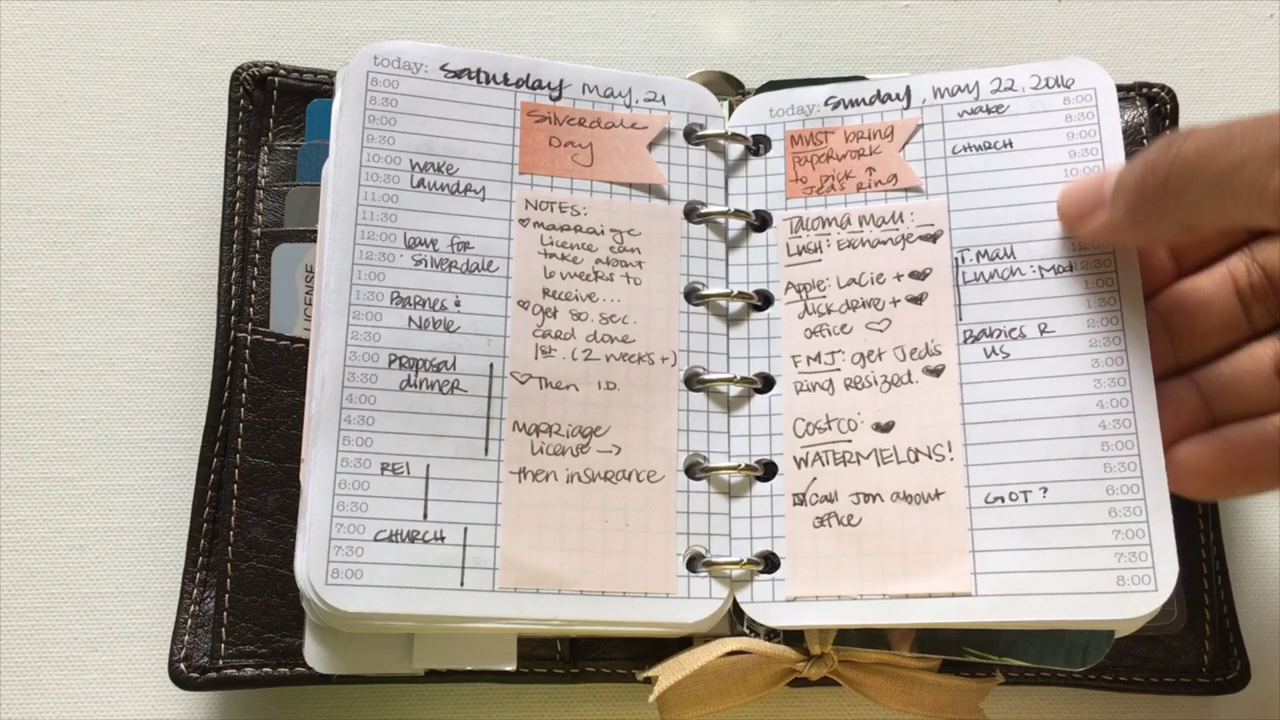 today: Saturday May, 21
8:00
8:30
9:00
9:30
10:00 wake
10:30 Laundry
11:00
11:30
12:00 leave for
12:30 Silverdale
1:00
1:30 Barnes &
2:00 Noble
2:30
3:00 Proposal
3:30 dinner
4:00
4:30
5:00
5:30 REI
6:00
6:30
7:00 CHURCH
7:30
8:00
Silverdale
Day
NOTES:
marraige
Licence can
take about
6 weeks to
receive...
get so. sec.
card done
1st. (2 weeks+)
Then I.D.
Marriage
License →
then insurance
LICENSE
today: Sunday, May 22, 2016
MUST bring
paperwork
to pick ↑
Jed's ring
Tacoma Mall:
LUSH: Exchange
Apple: LaCie +
diskdrive +
office
FMJ: get Jed's
ring resized.
Costco:
WATERMELONS!
call Jon about
office
wake 8:00
8:30
CHURCH 9:00
9:30
10:00
T. Mall
Lunch: 12:30
1:00
1:30
Babies R 2:00
us 2:30
3:00
3:30
4:00
4:30
5:00
5:30
GOT? 6:00
6:30
7:00
7:30
8:00